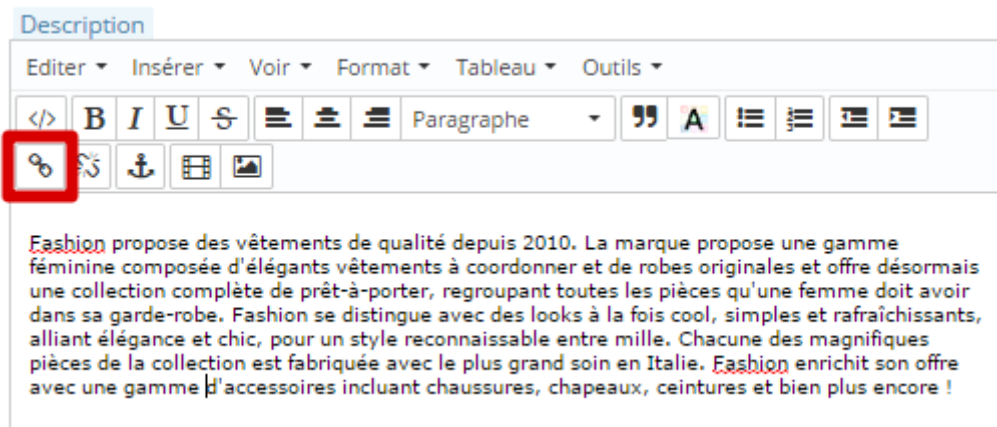 Description
Editer Insérer Voir Format Tableau Outils
</> B I U S Paragraphe A
Fashion propose des vêtements de qualité depuis 2010. La marque propose une gamme
féminine composée d'élégants vêtements à coordonner et de robes originales et offre désormais
une collection complète de prêt-à-porter, regroupant toutes les pièces qu'une femme doit avoir
dans sa garde-robe. Fashion se distingue avec des looks à la fois cool, simples et rafraîchissants,
alliant élégance et chic, pour un style reconnaissable entre mille. Chacune des magnifiques
pièces de la collection est fabriquée avec le plus grand soin en Italie. Fashion enrichit son offre
avec une gamme d'accessoires incluant chaussures, chapeaux, ceintures et bien plus encore !